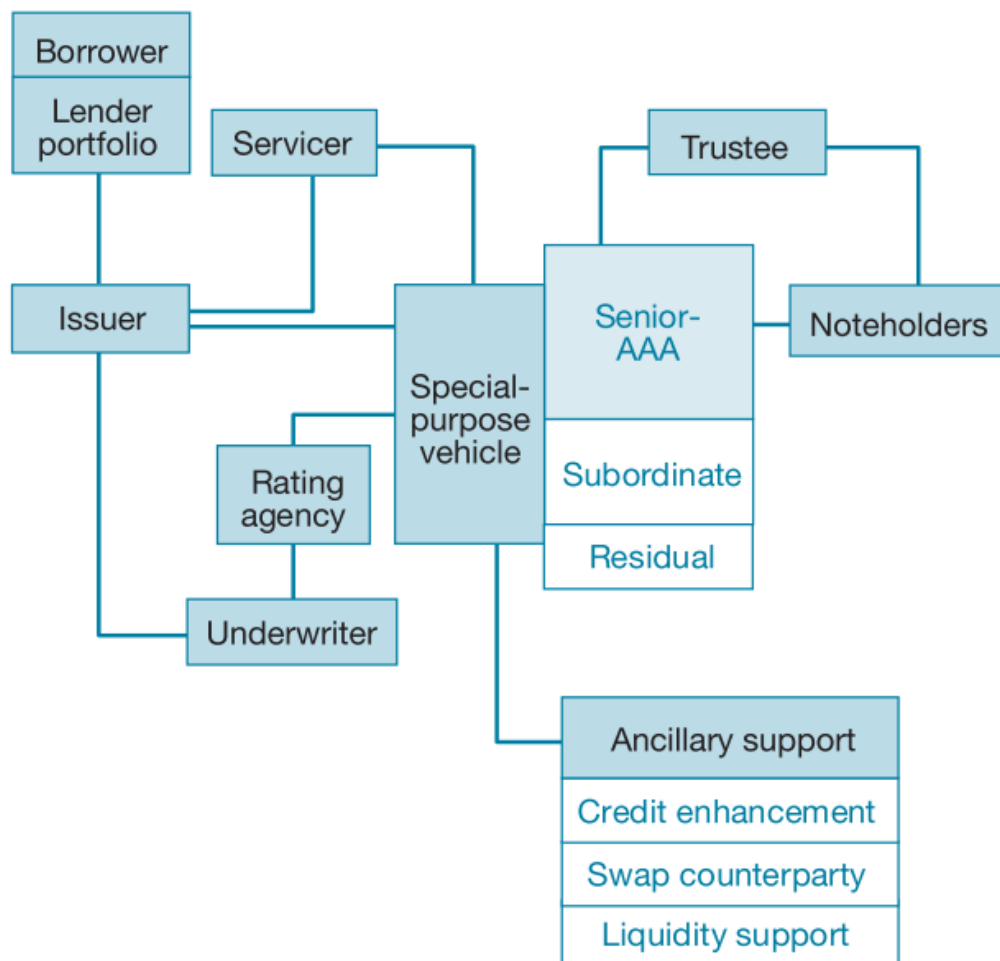 Borrower
Lender
portfolio
Servicer
Trustee
Issuer
Senior-
AAA
Noteholders
Special-
purpose
vehicle
Rating
agency
Subordinate
Residual
Underwriter
Ancillary support
Credit enhancement
Swap counterparty
Liquidity support